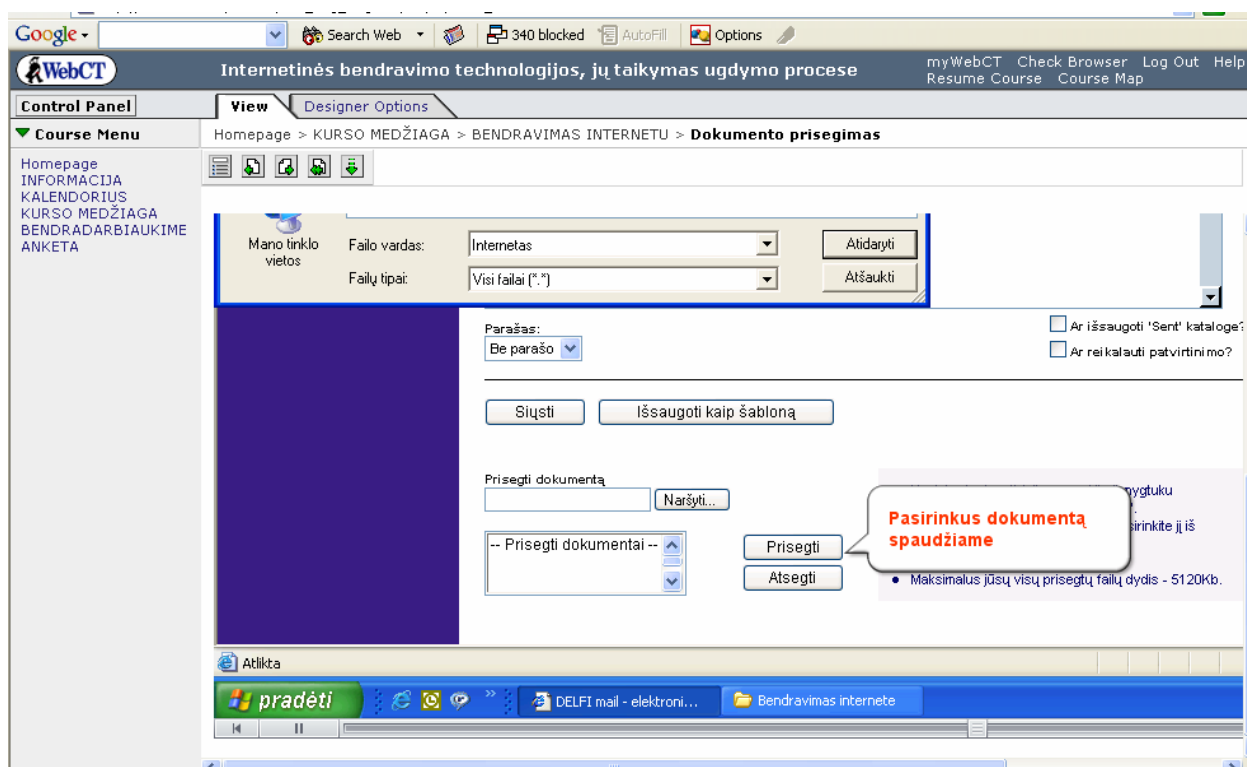 Google
Search Web
340 blocked
AutoFill
Options
WebCT
Internetinės bendravimo technologijos, jų taikymas ugdymo procese
myWebCT Check Browser Log Out Help
Resume Course Course Map
Control Panel
View
Designer Options
Course Menu
Homepage > KURSO MEDŽIAGA > BENDRAVIMAS INTERNETU > Dokumento prisegimas
Homepage
INFORMACIJA
KALENDORIUS
KURSO MEDŽIAGA
BENDRADARBIAUKIME
ANKETA
Mano tinklo
vietos
Failo vardas:
Internetas
Atidaryti
Failų tipai:
Visi failai (*.*)
Atšaukti
Parašas:
Be parašo
Ar išsaugoti 'Sent' kataloge?
Ar reikalauti patvirtinimo?
Siųsti
Išsaugoti kaip šabloną
Prisegti dokumentą
Naršyti...
-- Prisegti dokumentai --
Prisegti
Atsegti
Pasirinkus dokumentą
spaudžiame
jį iš
Maksimalus jūsų visų prisegtų failų dydis - 5120Kb.
Atlikta
pradėti
DELFI mail - elektroni...
Bendravimas internete